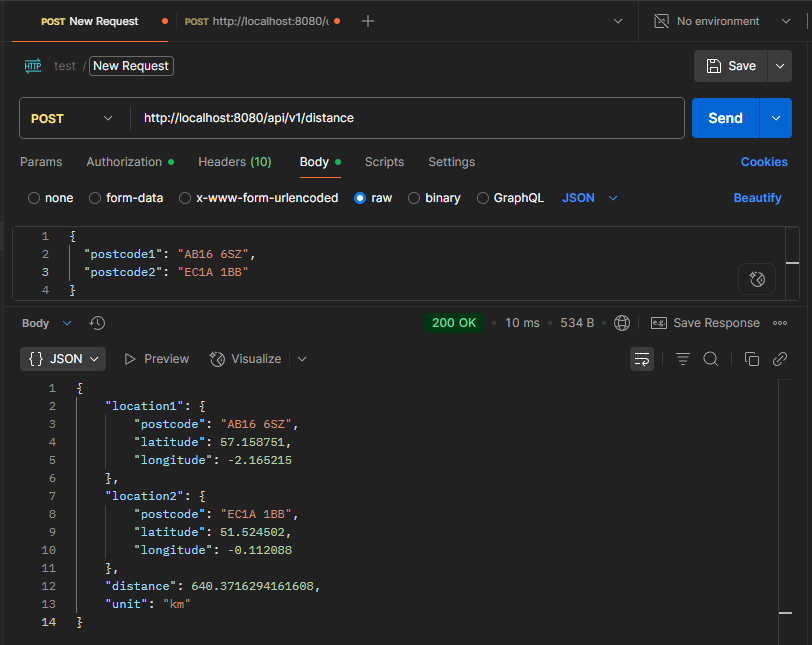 POST New Request POST http://localhost:8080/ No environment
HTTP test / New Request Save
POST http://localhost:8080/api/v1/distance Send
Params Authorization Headers (10) Body Scripts Settings Cookies
none form-data x-www-form-urlencoded raw binary GraphQL JSON Beautify
1 {
2 "postcode1": "AB16 6SZ",
3 "postcode2": "EC1A 1BB"
4 }
Body 200 OK • 10 ms • 534 B • e.g. Save Response
{} JSON Preview Visualize
1 {
2 "location1": {
3 "postcode": "AB16 6SZ",
4 "latitude": 57.158751,
5 "longitude": -2.165215
6 },
7 "location2": {
8 "postcode": "EC1A 1BB",
9 "latitude": 51.524502,
10 "longitude": -0.112088
11 },
12 "distance": 640.3716294161608,
13 "unit": "km"
14 }